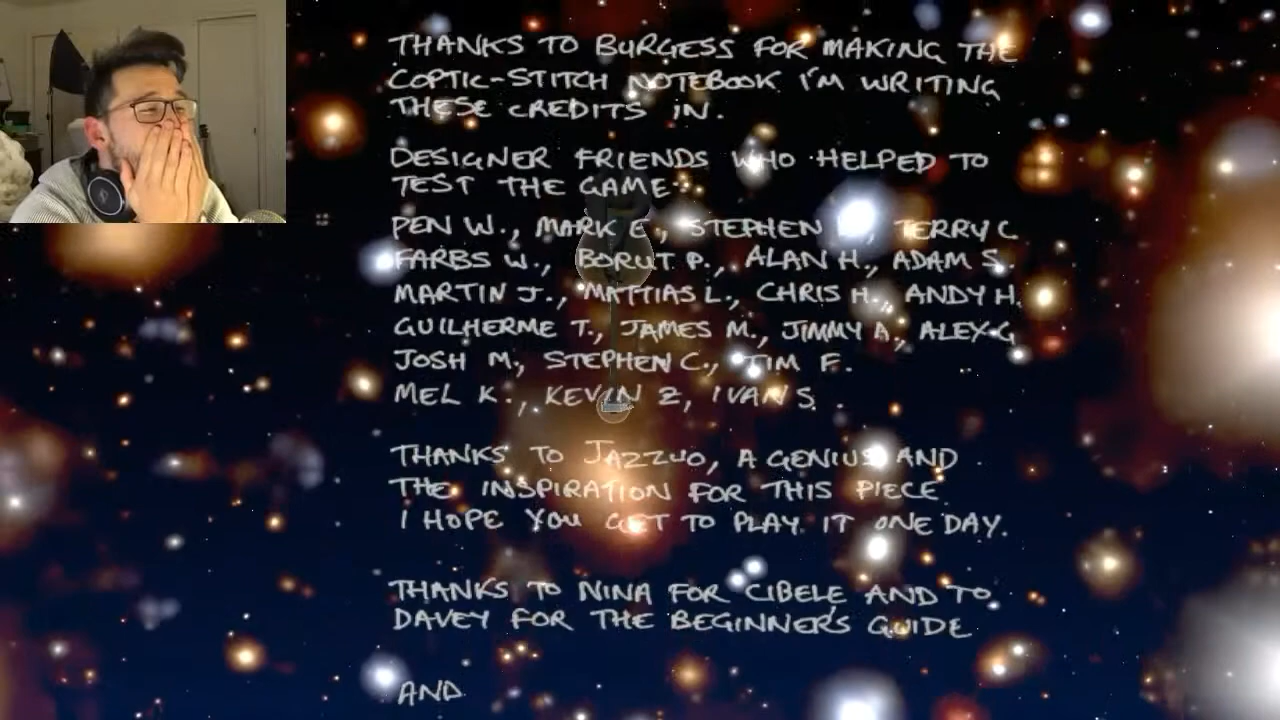 THANKS TO BURGESS FOR MAKING THE
COPTIC-STITCH NOTEBOOK I'M WRITING
THESE CREDITS IN.
DESIGNER FRIENDS WHO HELPED TO
TEST THE GAME:
PEN W., MARK E., STEPHEN , TERRY C
FARBS W., BORUT P., ALAN H., ADAM S.
MARTIN J., MATTIAS L., CHRIS H., ANDY H.
GUILHERME T., JAMES M., JIMMY A., ALEX G
JOSH M., STEPHEN C., TIM F.
MEL K., KEVIN Z, IVAN S.
THANKS TO JAZZUO, A GENIUS AND
THE INSPIRATION FOR THIS PIECE
I HOPE YOU GET TO PLAY IT ONE DAY.
THANKS TO NINA FOR CIBELE AND TO
DAVEY FOR THE BEGINNER'S GUIDE
AND